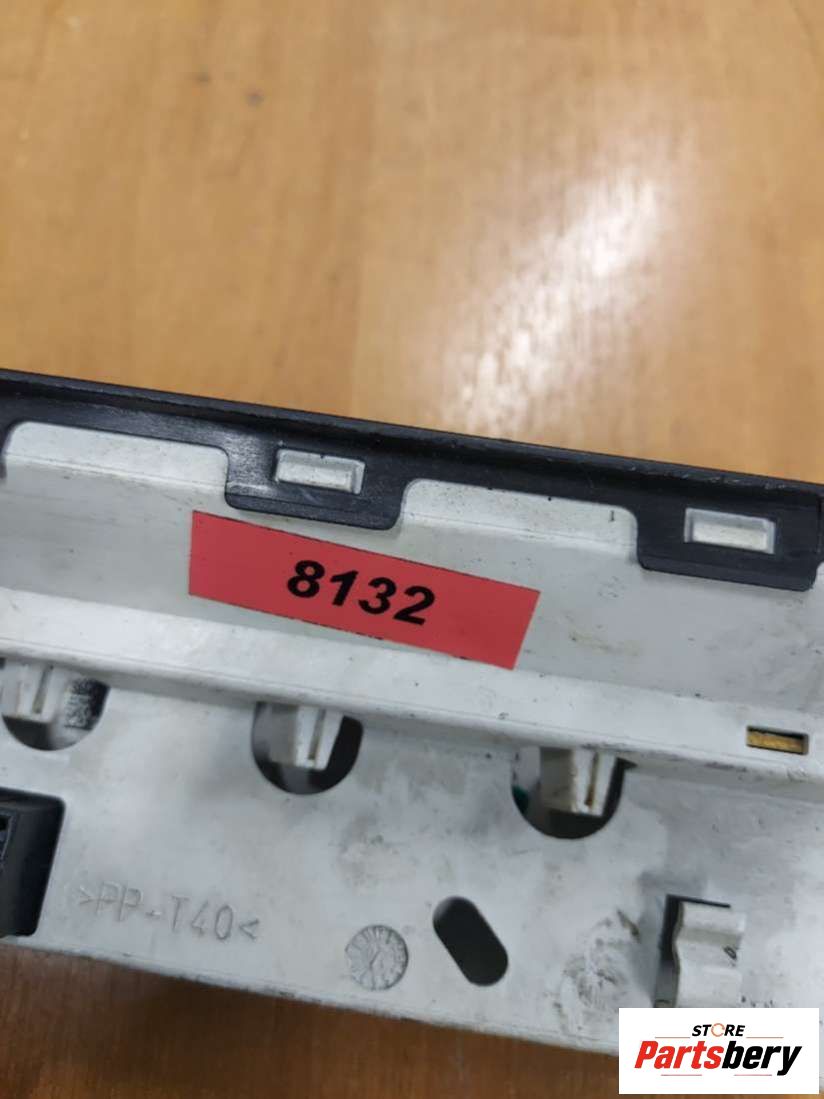 8132
>PP-T40<
STORE
Partsbery